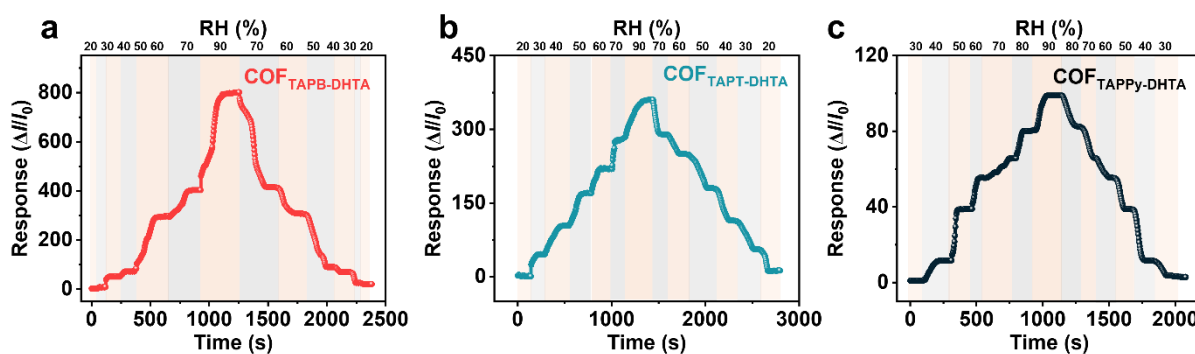 a
RH (%)
20 30 40 50 60 70 90 70 60 50 40 30 20
COFTAPB-DHTA
800
600
400
200
0
Response (ΔI/I0)
0 500 1000 1500 2000 2500
Time (s)
b
RH (%)
20 30 40 50 60 70 90 70 60 50 40 30 20
COFTAPT-DHTA
450
300
150
0
Response (ΔI/I0)
0 1000 2000 3000
Time (s)
c
RH (%)
30 40 50 60 70 80 90 80 70 60 50 40 30
COFTAPPy-DHTA
120
80
40
0
Response (ΔI/I0)
0 500 1000 1500 2000
Time (s)